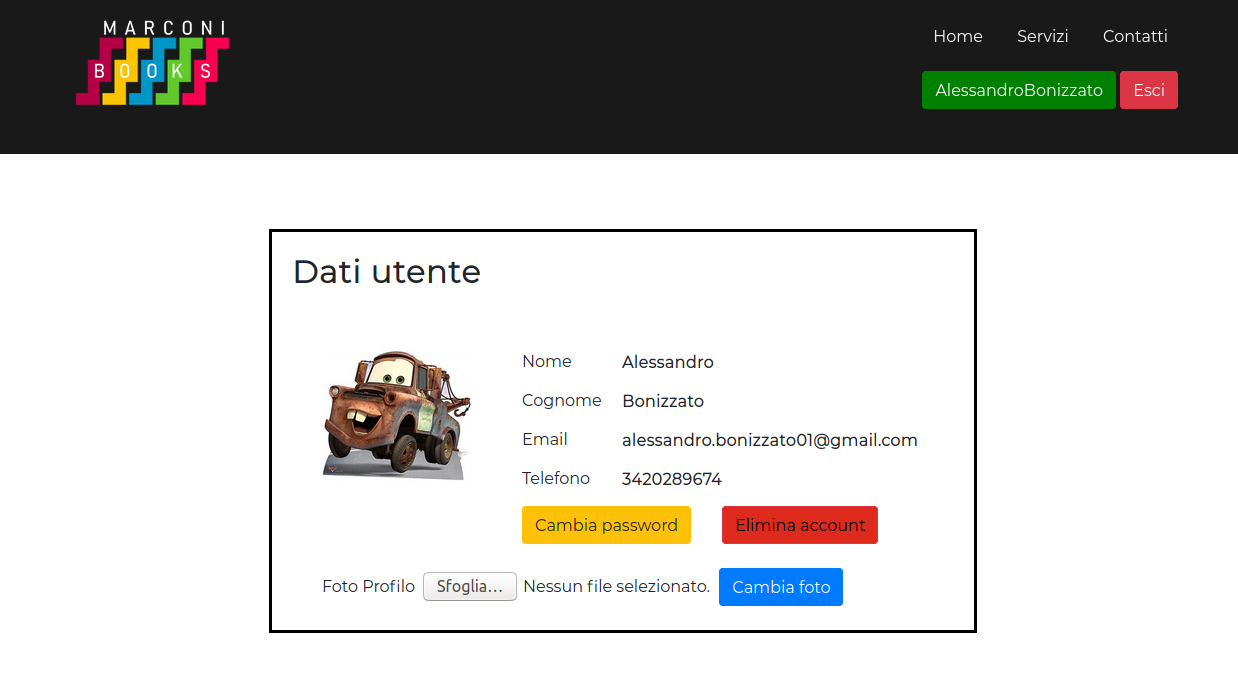 MARCONI
BOOKS
Home Servizi Contatti
AlessandroBonizzato Esci
Dati utente
Nome Alessandro
Cognome Bonizzato
Email alessandro.bonizzato01@gmail.com
Telefono 3420289674
Cambia password Elimina account
Foto Profilo Sfoglia... Nessun file selezionato. Cambia foto